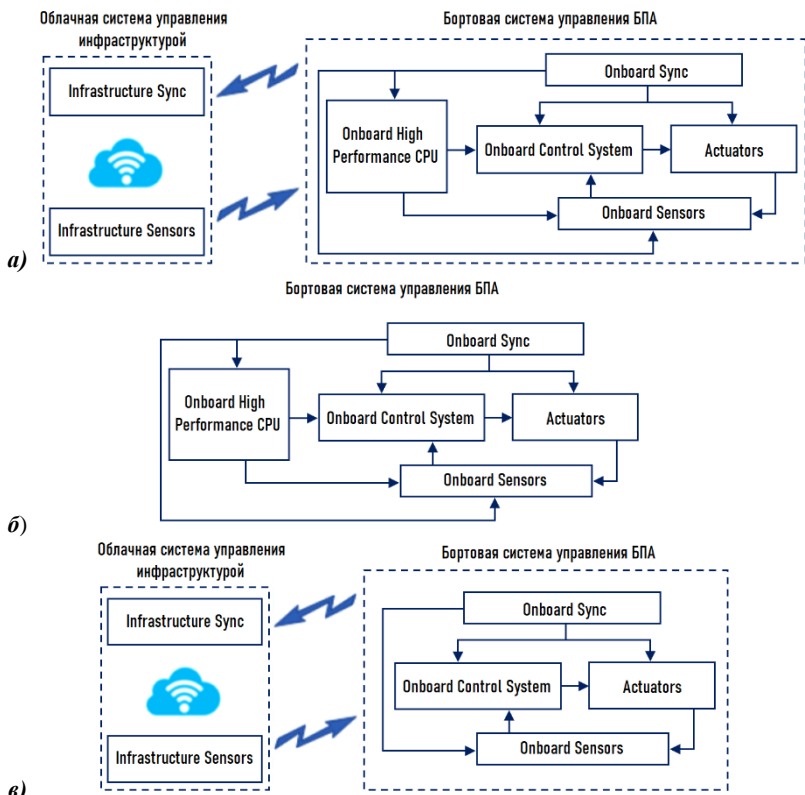 Облачная система управления
инфраструктурой
Бортовая система управления БПА
Infrastructure Sync
Infrastructure Sensors
Onboard Sync
Onboard High
Performance CPU
Onboard Control System
Actuators
Onboard Sensors
а)
Бортовая система управления БПА
Onboard Sync
Onboard High
Performance CPU
Onboard Control System
Actuators
Onboard Sensors
б)
Облачная система управления
инфраструктурой
Бортовая система управления БПА
Infrastructure Sync
Infrastructure Sensors
Onboard Sync
Onboard Control System
Actuators
Onboard Sensors
в)